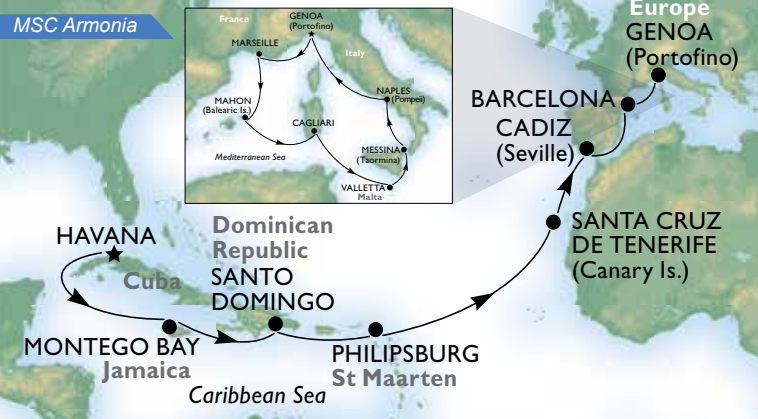 MSC Armonia
France
GENOA
(Portofino)
MARSEILLE
Italy
NAPLES
(Pompei)
MAHON
(Balearic Is.)
CAGLIARI
MESSINA
(Taormina)
Mediterranean Sea
VALLETTA
Malta
Europe
GENOA
(Portofino)
BARCELONA
CADIZ
(Seville)
SANTA CRUZ
DE TENERIFE
(Canary Is.)
HAVANA
Cuba
Dominican
Republic
SANTO
DOMINGO
MONTEGO BAY
Jamaica
PHILIPSBURG
St Maarten
Caribbean Sea